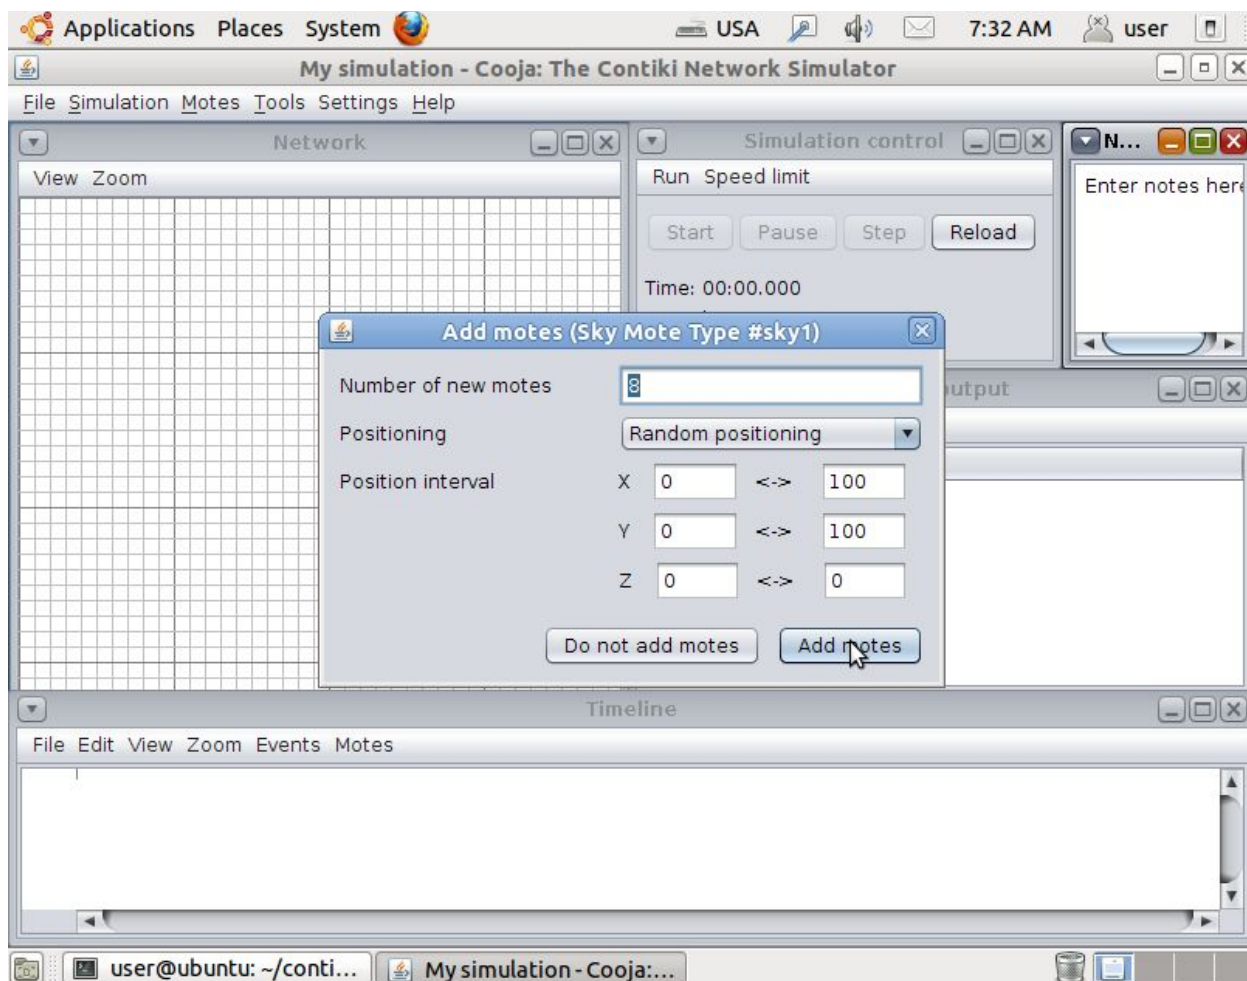 Applications Places System USA 7:32 AM user
My simulation - Cooja: The Contiki Network Simulator
File Simulation Motes Tools Settings Help
Network
View Zoom
Simulation control
Run Speed limit
Start Pause Step Reload
Time: 00:00.000
N...
Enter notes here
Add motes (Sky Mote Type #sky1)
Number of new motes 8
Positioning Random positioning
Position interval X 0 <-> 100
Y 0 <-> 100
Z 0 <-> 0
Do not add motes Add motes
utput
Timeline
File Edit View Zoom Events Motes
user@ubuntu: ~/conti... My simulation - Cooja:...